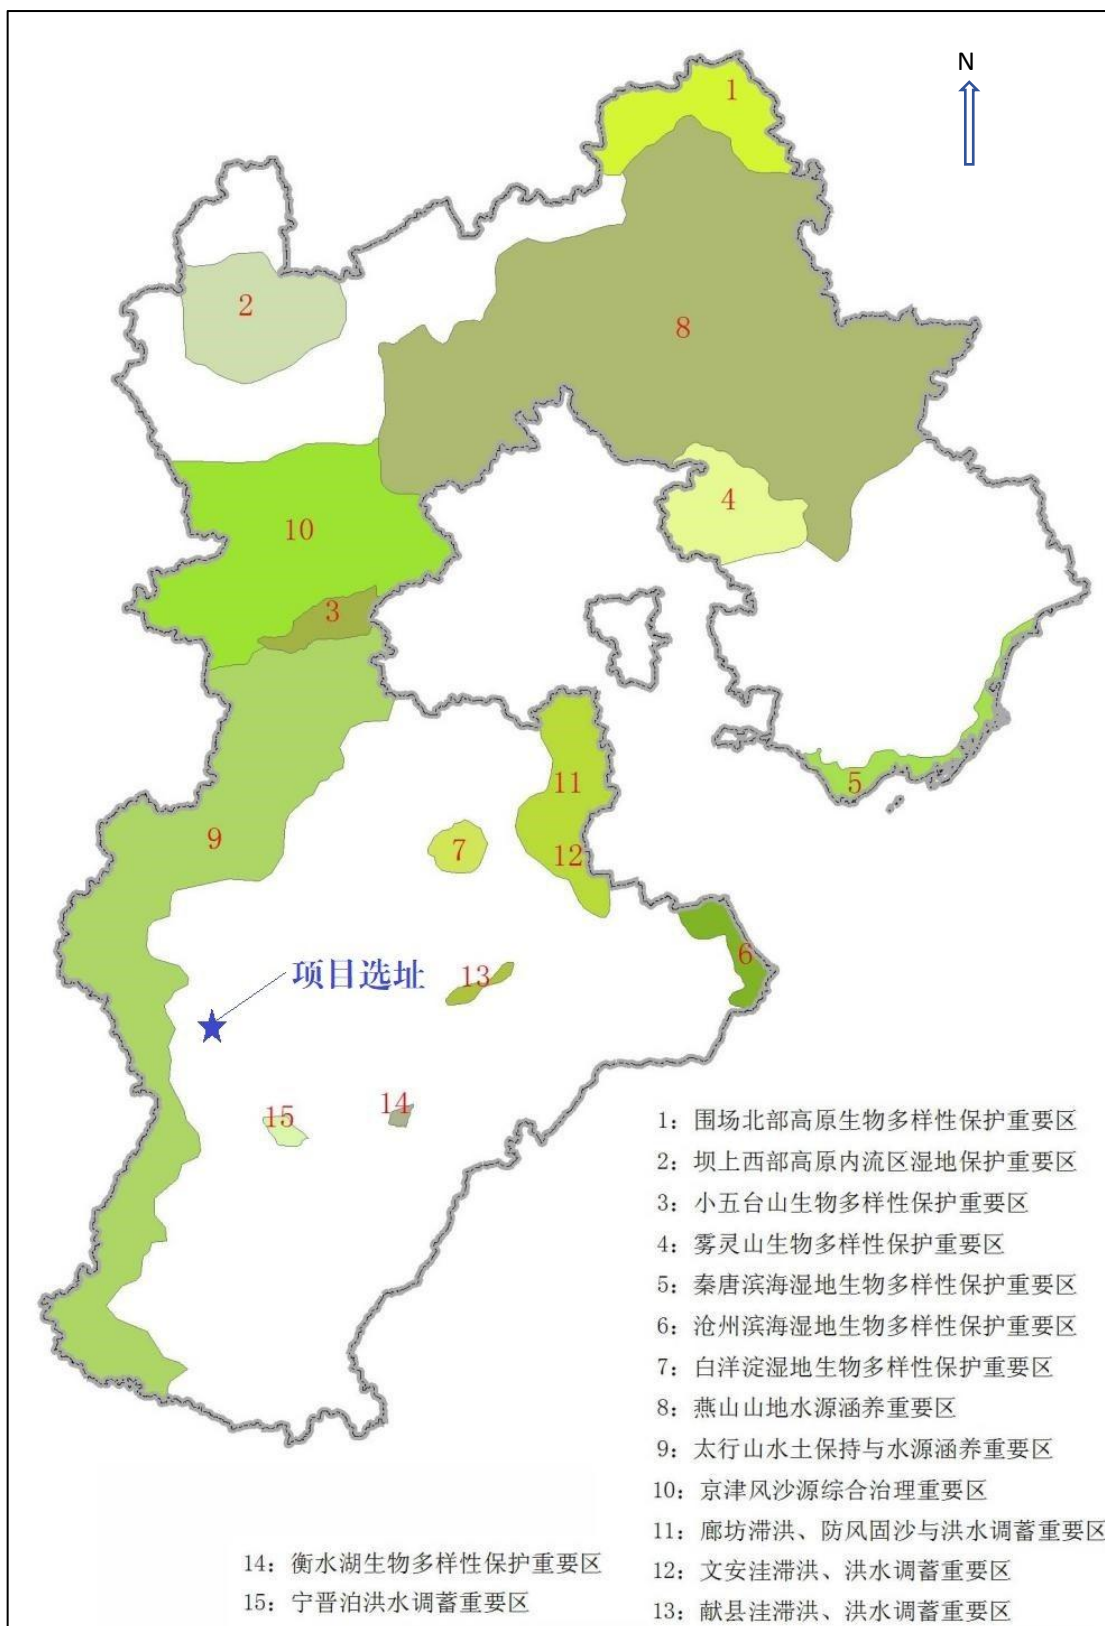 N
1
2
8
4
10
3
11
5
9
7
12
6
项目选址
13
14
15
1：围场北部高原生物多样性保护重要区
2：坝上西部高原内流区湿地保护重要区
3：小五台山生物多样性保护重要区
4：雾灵山生物多样性保护重要区
5：秦唐滨海湿地生物多样性保护重要区
6：沧州滨海湿地生物多样性保护重要区
7：白洋淀湿地生物多样性保护重要区
8：燕山山地水源涵养重要区
9：太行山水土保持与水源涵养重要区
10：京津风沙源综合治理重要区
11：廊坊滞洪、防风固沙与洪水调蓄重要区
12：文安洼滞洪、洪水调蓄重要区
13：献县洼滞洪、洪水调蓄重要区
14：衡水湖生物多样性保护重要区
15：宁晋泊洪水调蓄重要区